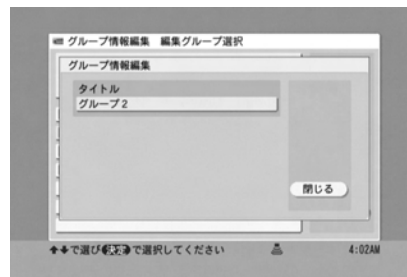 グループ情報編集 編集グループ選択
グループ情報編集
タイトル
グループ2
閉じる
で選び決定で選択してください
4:02AM